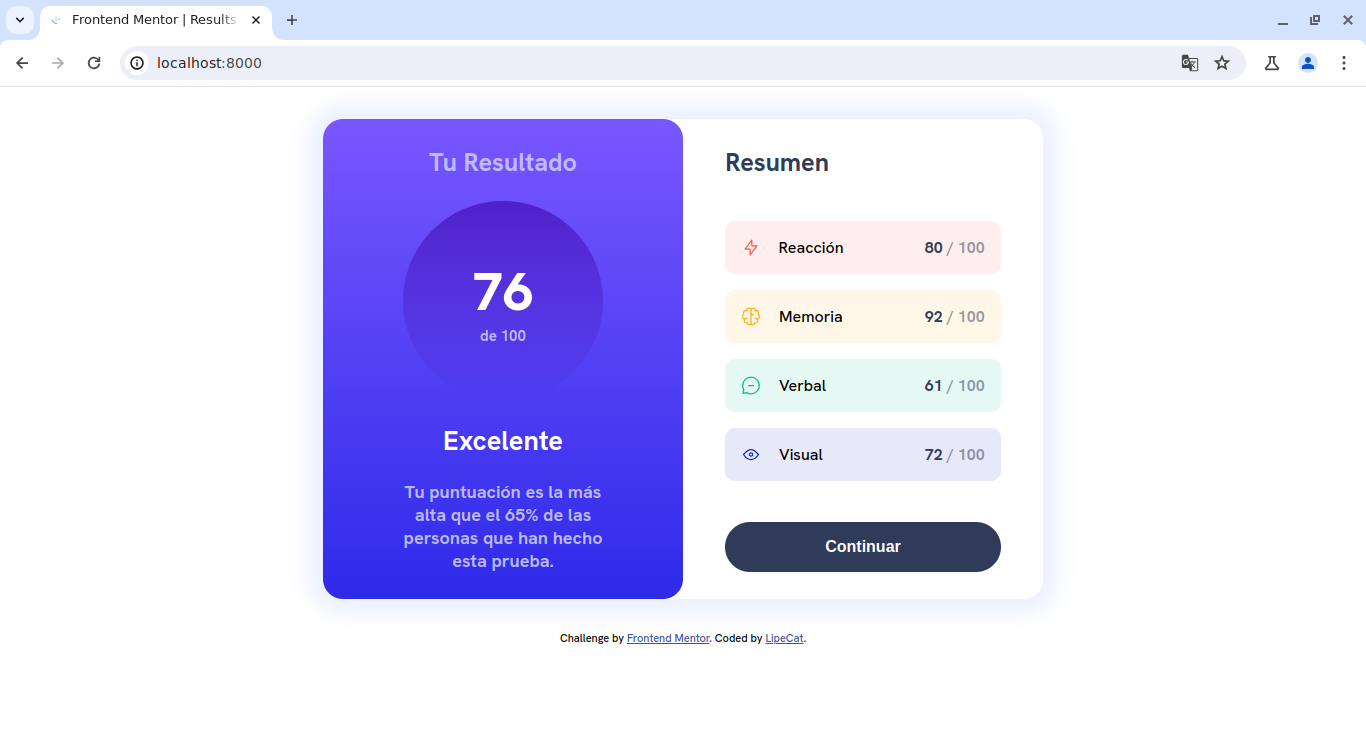 Frontend Mentor | Results
localhost:8000
Tu Resultado
76
de 100
Excelente
Tu puntuación es la más
alta que el 65% de las
personas que han hecho
esta prueba.
Resumen
Reacción 80 / 100
Memoria 92 / 100
Verbal 61 / 100
Visual 72 / 100
Continuar
Challenge by Frontend Mentor. Coded by LipeCat.